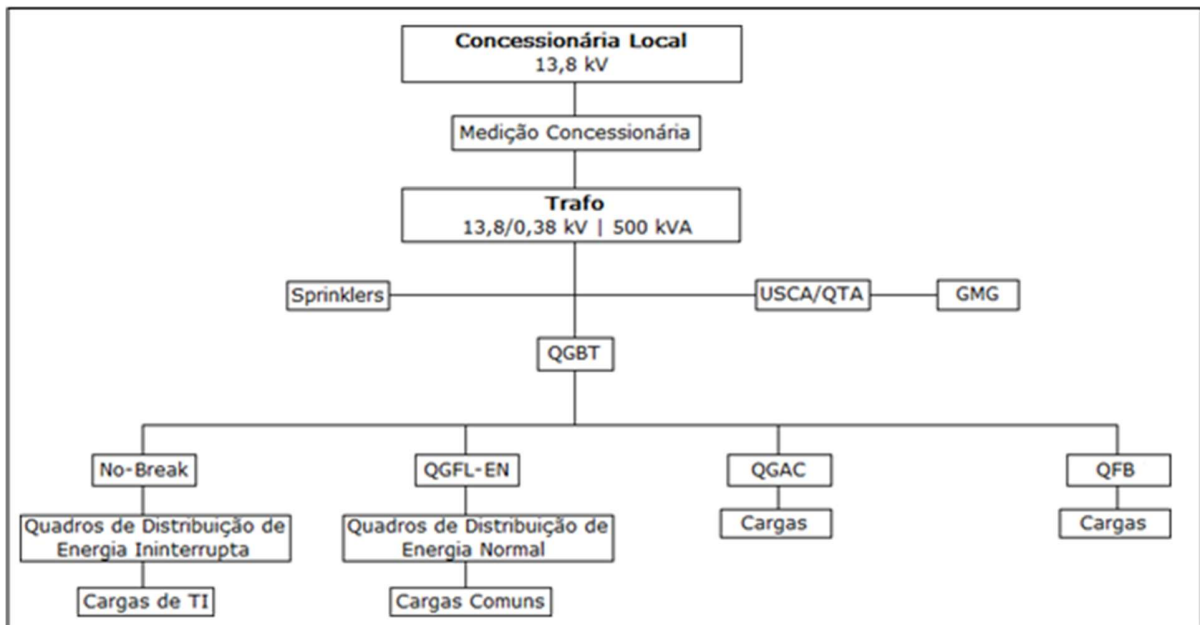 Concessionária Local
13,8 kV
Medição Concessionária
Trafo
13,8/0,38 kV | 500 kVA
Sprinklers
USCA/QTA
GMG
QGBT
No-Break
QGFL-EN
QGAC
QFB
Quadros de Distribuição de
Energia Ininterrupta
Quadros de Distribuição de
Energia Normal
Cargas
Cargas
Cargas de TI
Cargas Comuns